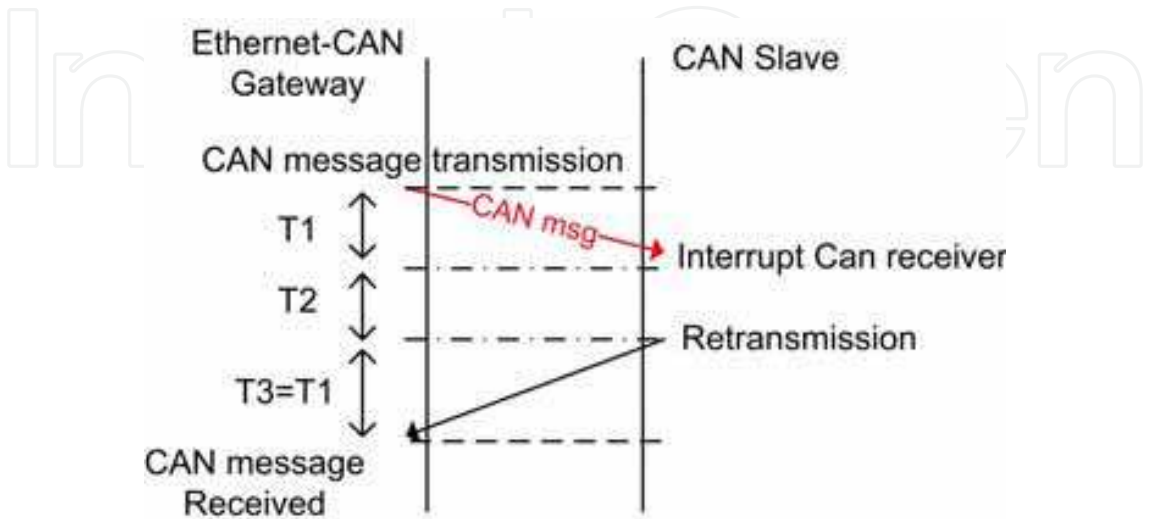 Ethernet-CAN
Gateway
CAN Slave
CAN message transmission
T1
CAN msg
Interrupt Can receiver
T2
Retransmission
T3=T1
CAN message
Received